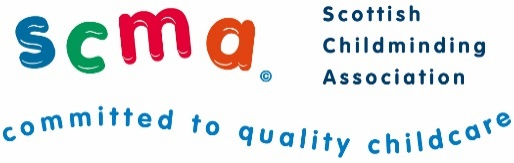 scma©
Scottish
Childminding
Association
committed to quality childcare